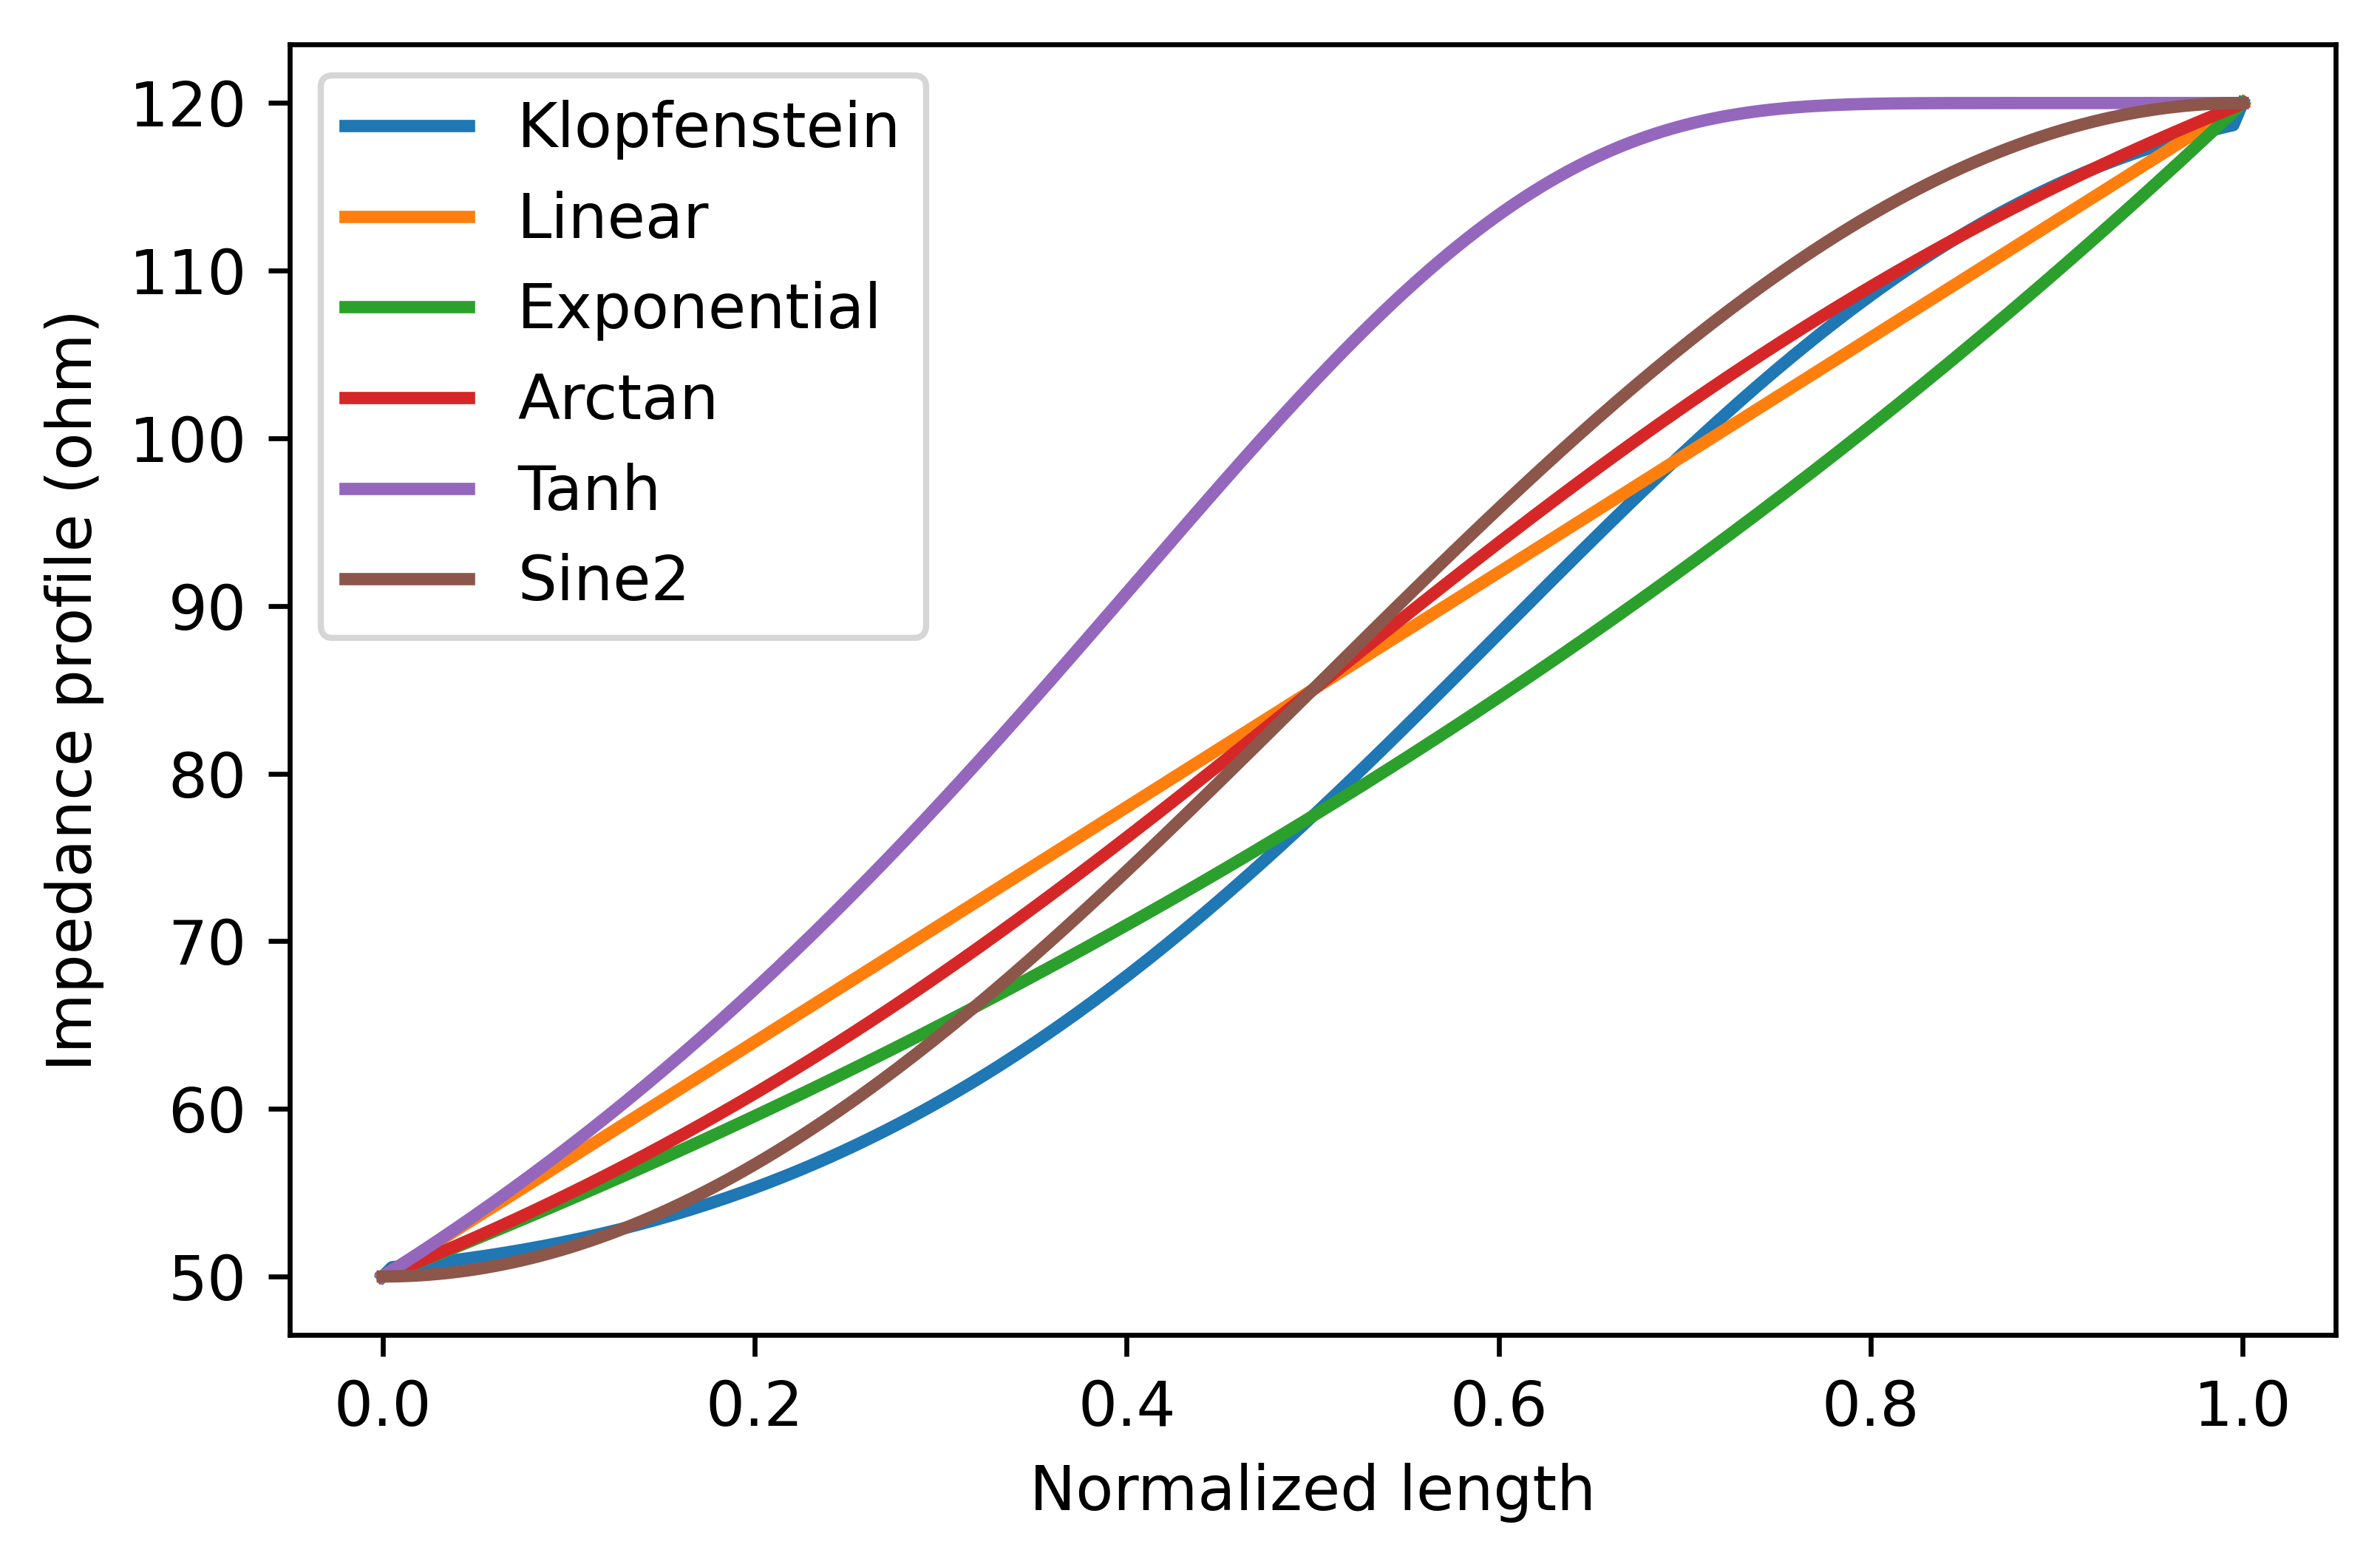 Impedance profile (ohm)
120
110
100
90
80
70
60
50
Klopfenstein
Linear
Exponential
Arctan
Tanh
Sine2
0.0 0.2 0.4 0.6 0.8 1.0
Normalized length